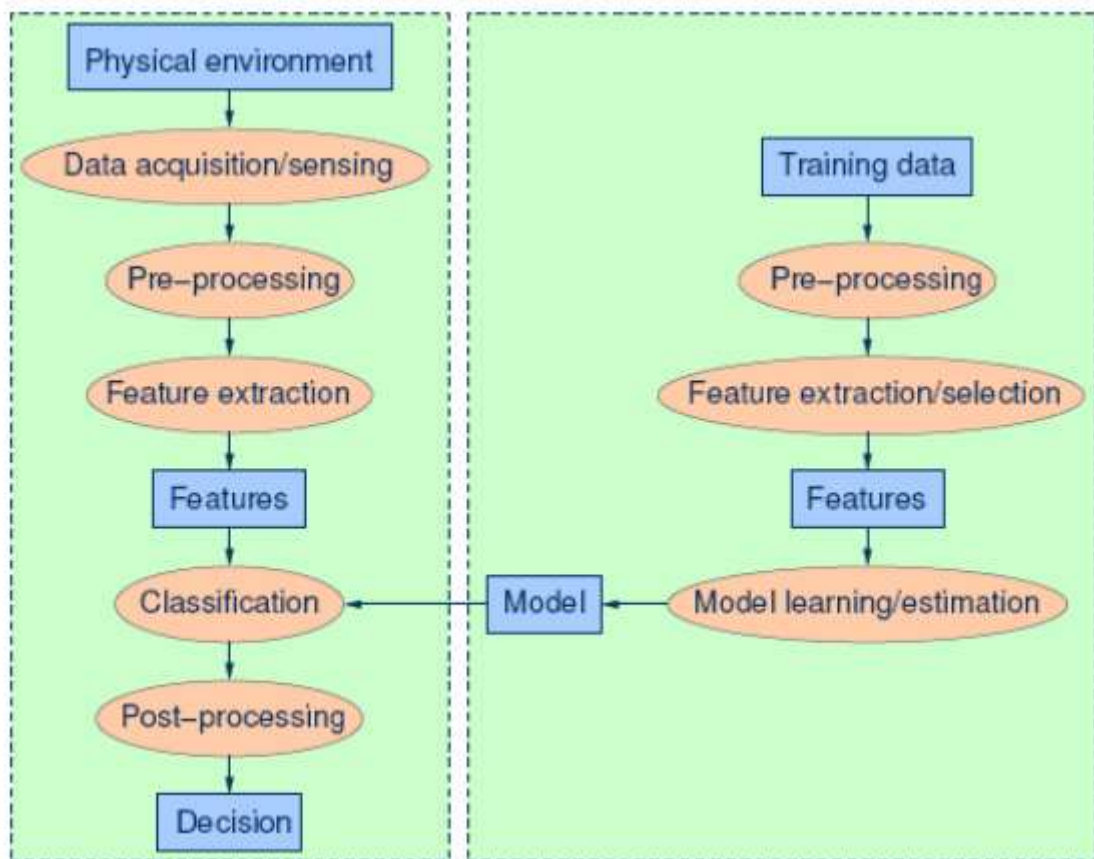 Physical environment
Data acquisition/sensing
Pre−processing
Feature extraction
Features
Classification
Post−processing
Decision
Training data
Pre−processing
Feature extraction/selection
Features
Model learning/estimation
Model